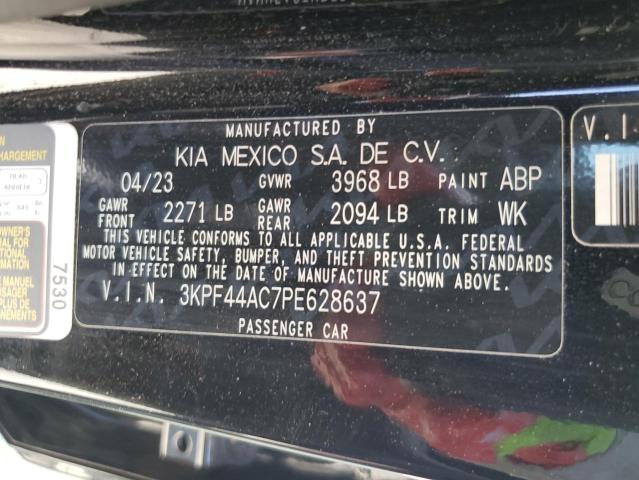 MANUFACTURED BY
KIA MEXICO S.A. DE C.V.
04/23 GVWR 3968 LB PAINT ABP
GAWR FRONT 2271 LB GAWR REAR 2094 LB TRIM WK
THIS VEHICLE CONFORMS TO ALL APPLICABLE U.S.A. FEDERAL
MOTOR VEHICLE SAFETY, BUMPER, AND THEFT PREVENTION STANDARDS
IN EFFECT ON THE DATE OF MANUFACTURE SHOWN ABOVE.
V.I.N. 3KPF44AC7PE628637
PASSENGER CAR
7530
V.I